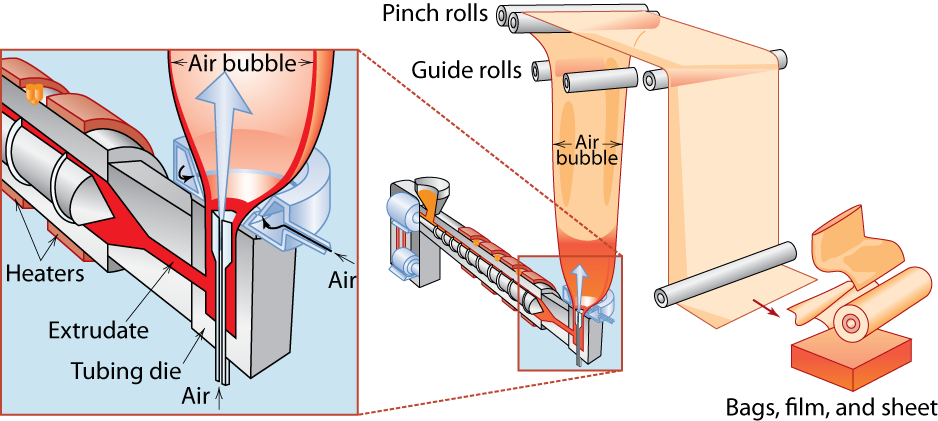 Pinch rolls
Guide rolls
Air bubble
Air
bubble
Heaters
Air
Extrudate
Tubing die
Air
Bags, film, and sheet